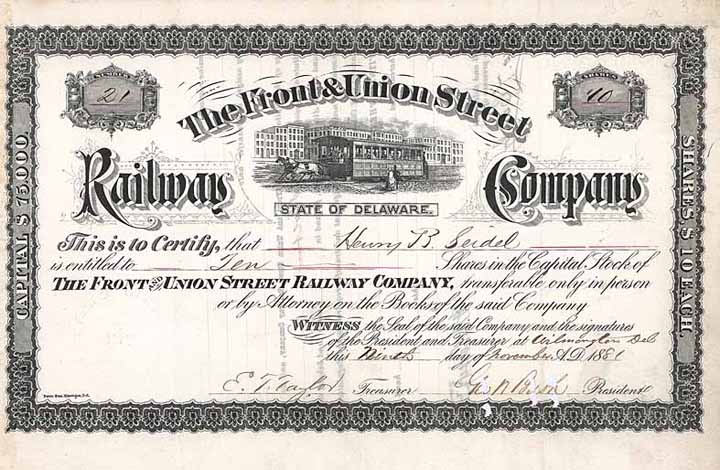 NUMBER
21
SHARES
10
The Front & Union Street
Railway Company
STATE OF DELAWARE.
CAPITAL $ 75,000.
SHARES $ 10 EACH.
This is to Certify, that Henry B. Seidel
is entitled to Ten Shares in the Capital Stock of
THE FRONT AND UNION STREET RAILWAY COMPANY, transferable only in person
or by Attorney on the Books of the said Company
WITNESS the Seal of the said Company and the signatures
of the President and Treasurer at Wilmington Del
this Ninth day of November A.D 1881
E. T. Taylor Treasurer President